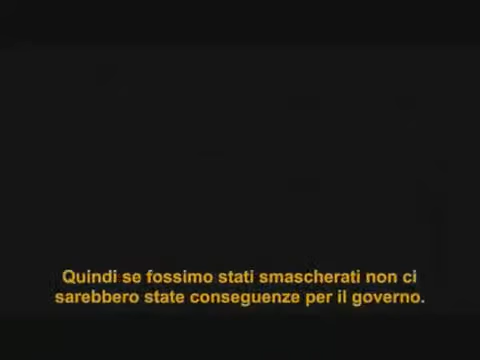 Quindi se fossimo stati smascherati non ci
sarebbero state conseguenze per il governo.